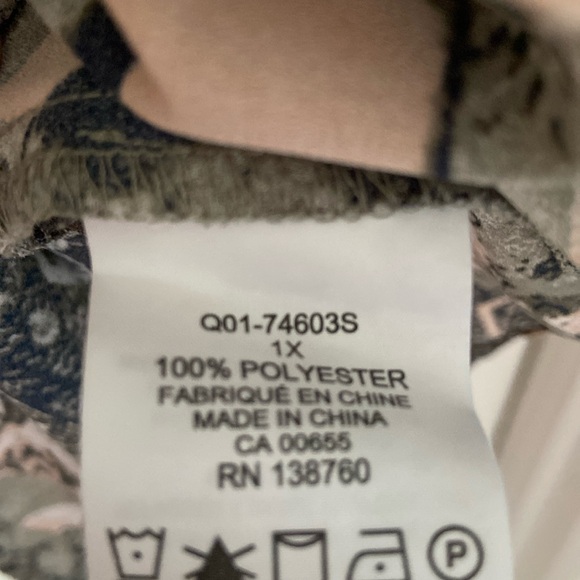 Q01-74603S
1X
100% POLYESTER
FABRIQUÉ EN CHINE
MADE IN CHINA
CA 00655
RN 138760
P